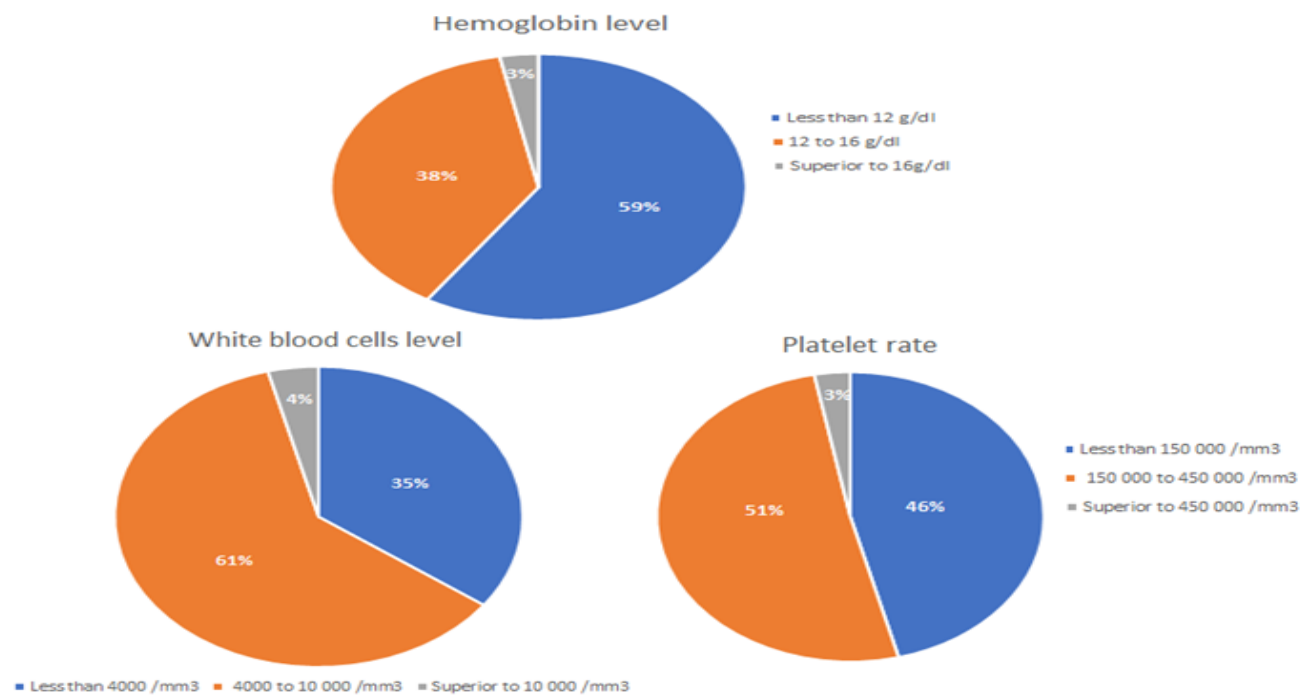 Hemoglobin level
3%
38%
59%
Less than 12 g/dl
12 to 16 g/dl
Superior to 16g/dl
White blood cells level
4%
35%
61%
Less than 4000 /mm3 4000 to 10 000 /mm3 Superior to 10 000 /mm3
Platelet rate
3%
51%
46%
Less than 150 000 /mm3
150 000 to 450 000 /mm3
Superior to 450 000 /mm3